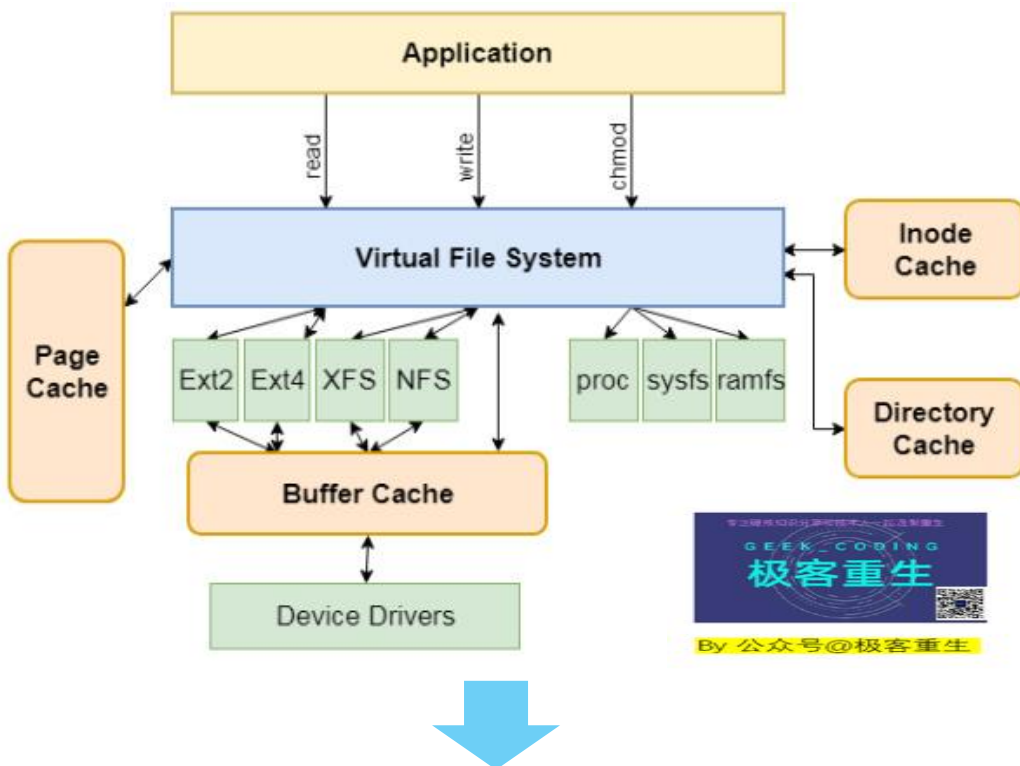 Application
read
write
chmod
Virtual File System
Inode
Cache
Page
Cache
Ext2
Ext4
XFS
NFS
proc
sysfs
ramfs
Directory
Cache
Buffer Cache
Device Drivers
GEEK_CODING
极客重生
By 公众号@极客重生